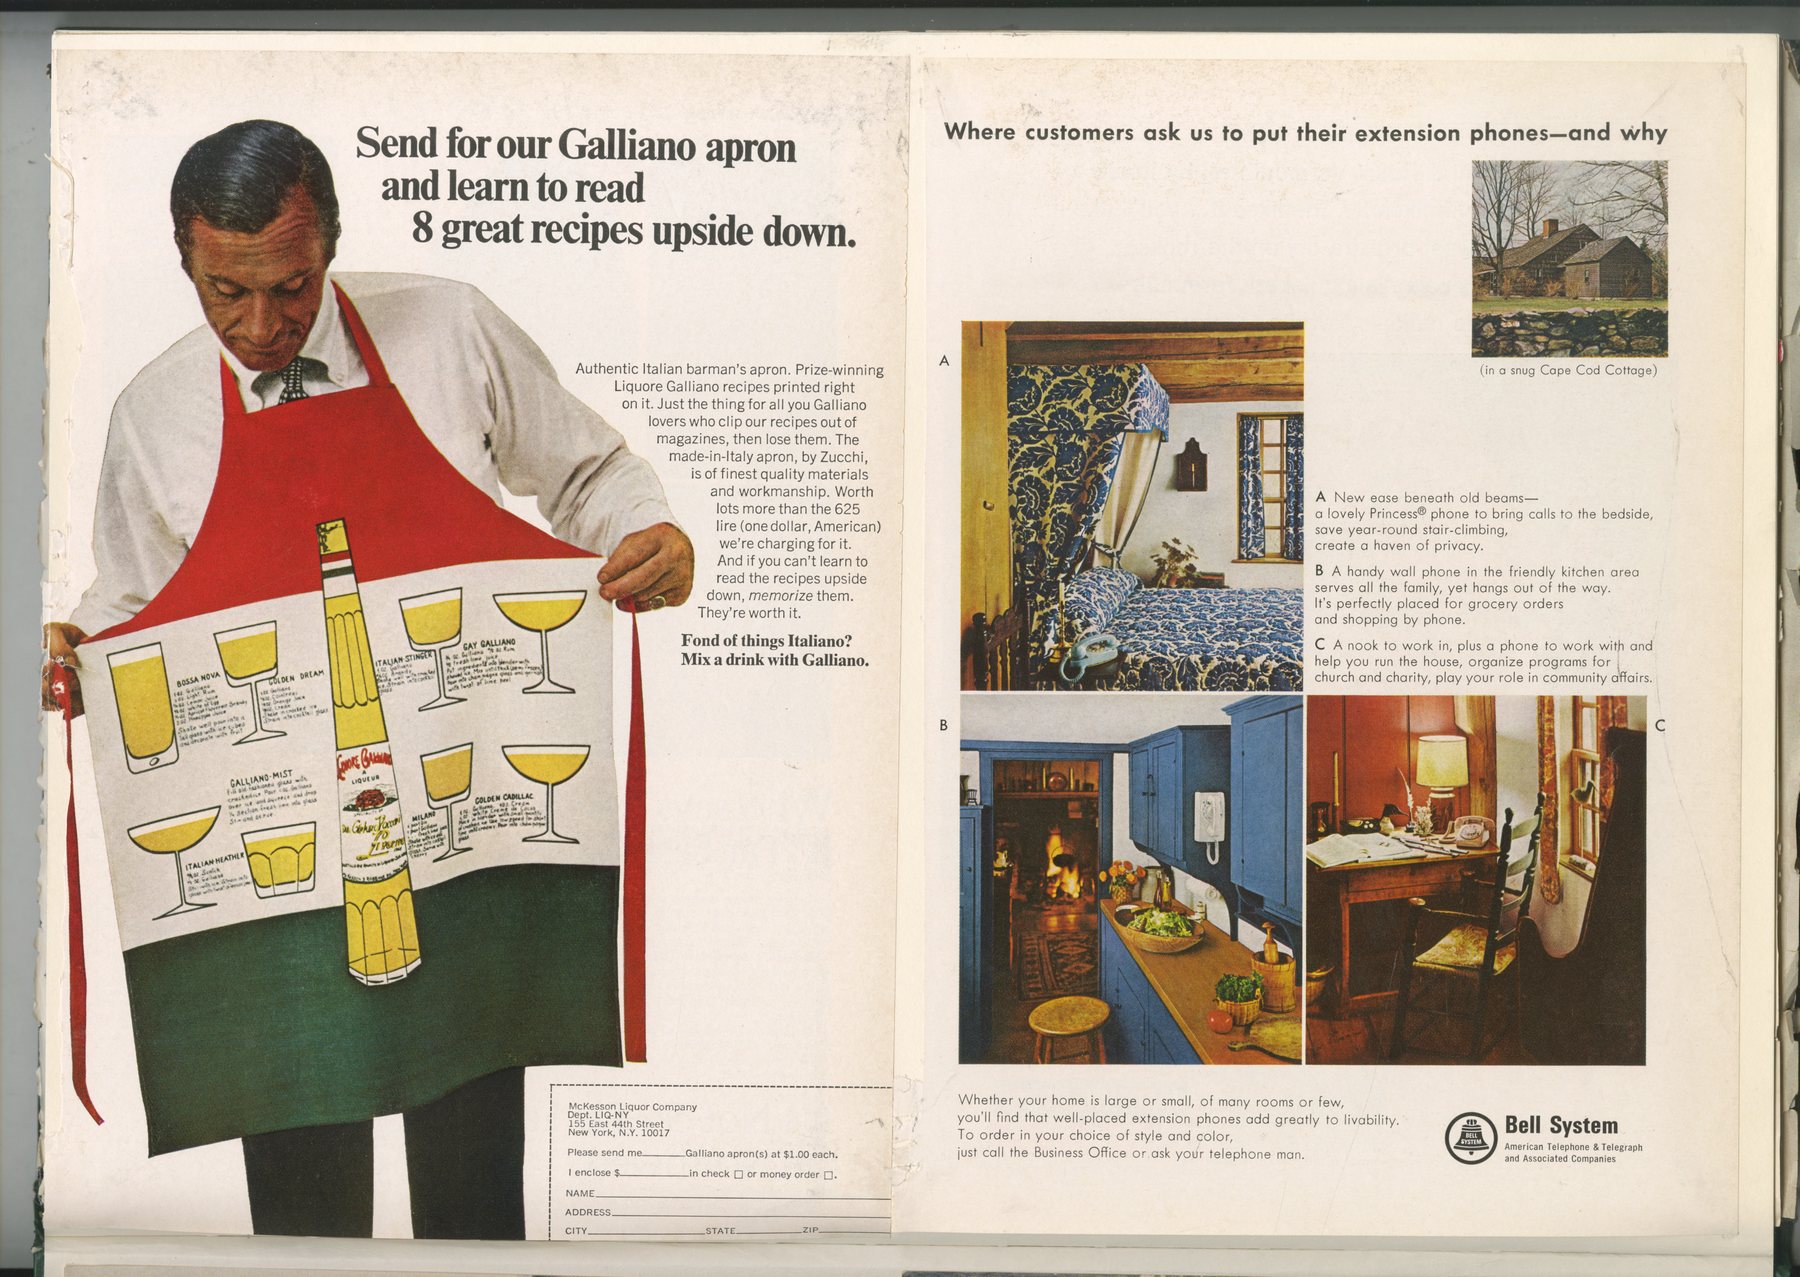 Send for our Galliano apron
and learn to read
8 great recipes upside down.
Authentic Italian barman's apron. Prize-winning
Liquore Galliano recipes printed right
on it. Just the thing for all you Galliano
lovers who clip our recipes out of
magazines, then lose them. The
made-in-Italy apron, by Zucchi,
is of finest quality materials
and workmanship. Worth
lots more than the 625
lire (one dollar, American)
we're charging for it.
And if you can't learn to
read the recipes upside
down, memorize them.
They're worth it.
Fond of things Italiano?
Mix a drink with Galliano.
BOSSA NOVA
GOLDEN DREAM
ITALIAN-STINGER
GAY GALLIANO
GALLIANO-MIST
ITALIAN-HEATHER
MILANO
GOLDEN CADILLAC
LIQUEUR
McKesson Liquor Company
Dept. LIQ-NY
155 East 44th Street
New York, N.Y. 10017
Please send me Galliano apron(s) at $1.00 each.
I enclose $ in check □ or money order □.
NAME
ADDRESS
CITY STATE ZIP
Where customers ask us to put their extension phones—and why
(in a snug Cape Cod Cottage)
A
A New ease beneath old beams—
a lovely Princess® phone to bring calls to the bedside,
save year-round stair-climbing,
create a haven of privacy.
B A handy wall phone in the friendly kitchen area
serves all the family, yet hangs out of the way.
It's perfectly placed for grocery orders
and shopping by phone.
C A nook to work in, plus a phone to work with and
help you run the house, organize programs for
church and charity, play your role in community affairs.
B
C
Whether your home is large or small, of many rooms or few,
you'll find that well-placed extension phones add greatly to livability.
To order in your choice of style and color,
just call the Business Office or ask your telephone man.
BELL
SYSTEM
Bell System
American Telephone & Telegraph
and Associated Companies